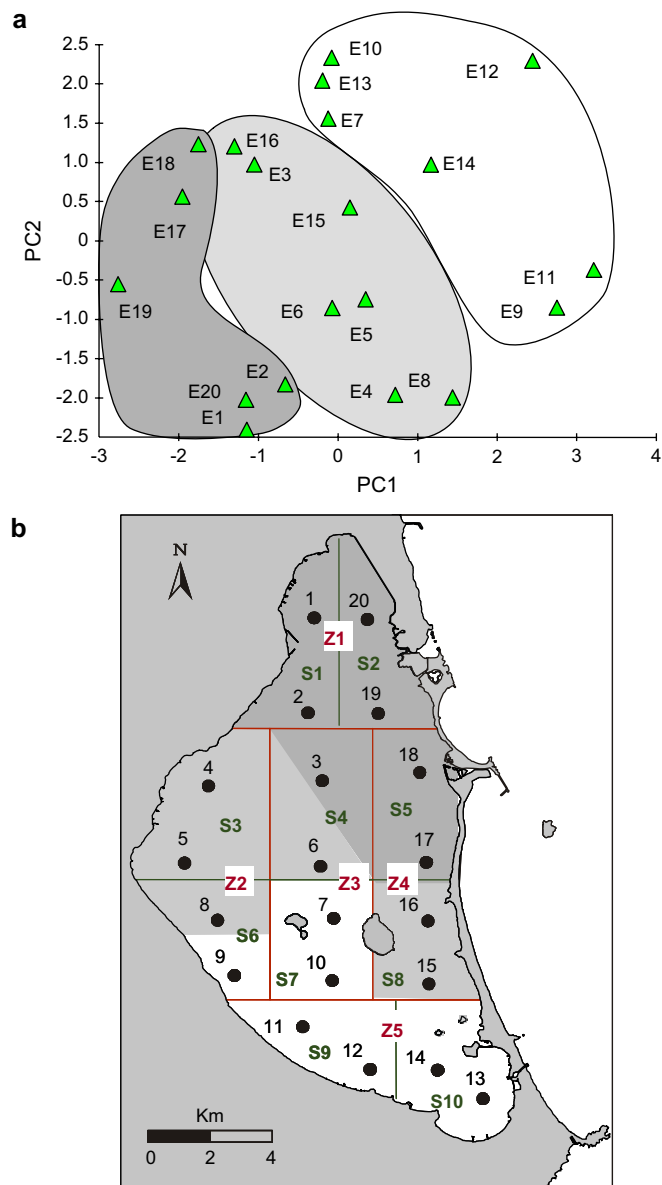 a
2.5
E10
E12
2.0
E13
1.5
E7
E16
1.0
E18
E3
E14
0.5
E15
E17
PC2
0
E11
-0.5
E19
E6
E9
-1.0
E5
-1.5
E2
E4
E8
E20
-2.0
E1
-2.5
-3
-2
-1
0
1
2
3
4
PC1
b
N
1
20
Z1
S1
S2
2
19
4
3
18
S3
S4
S5
5
6
17
Z2
Z3
Z4
8
7
16
S6
9
10
15
S7
S8
11
Z5
12
14
S9
13
S10
Km
0
2
4